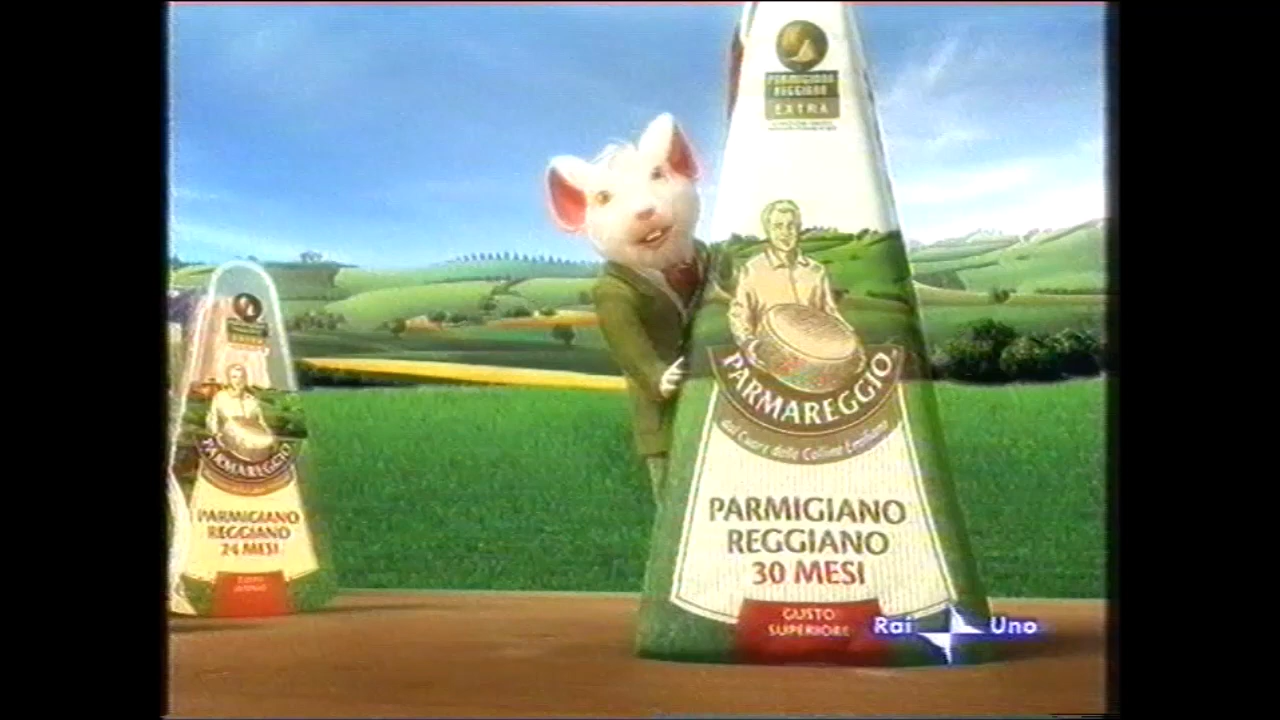 PARMIGIANO
REGGIANO
EXTRA
PARMAREGGIO
dal Cuore delle Colline Emiliane
PARMIGIANO
REGGIANO
30 MESI
GUSTO
SUPERIORE
EXTRA
PARMAREGGIO
PARMIGIANO
REGGIANO
24 MESI
Rai Uno